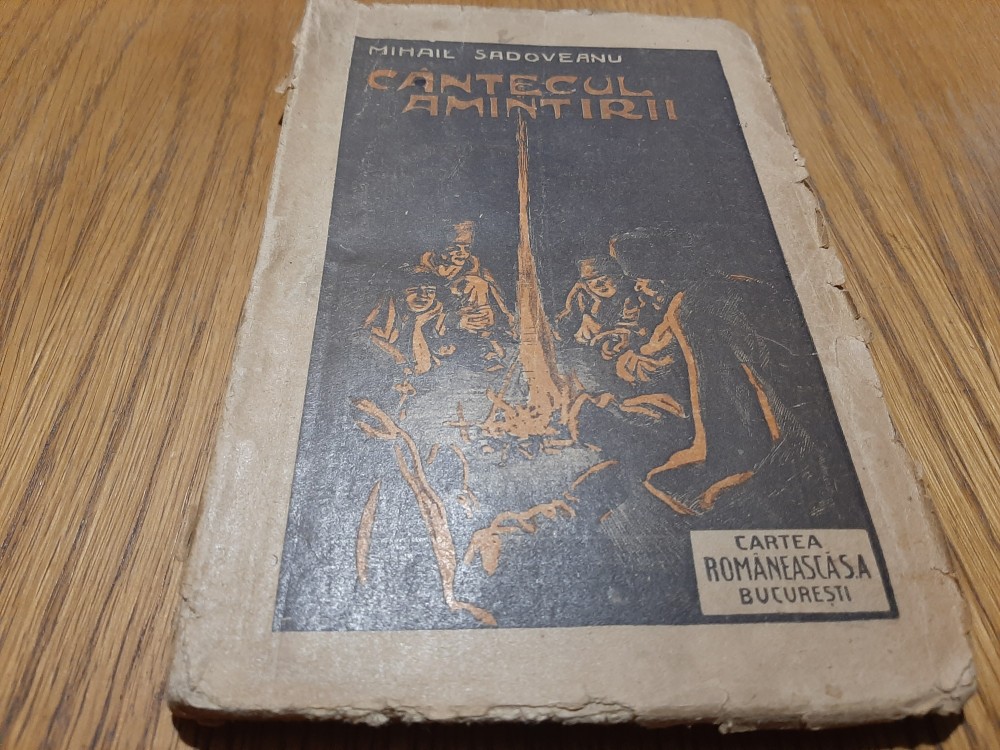 MIHAIL SADOVEANU
CÂNTECUL
AMINTIRII
CARTEA
ROMÂNEASCĂ S.A
BUCUREȘTI